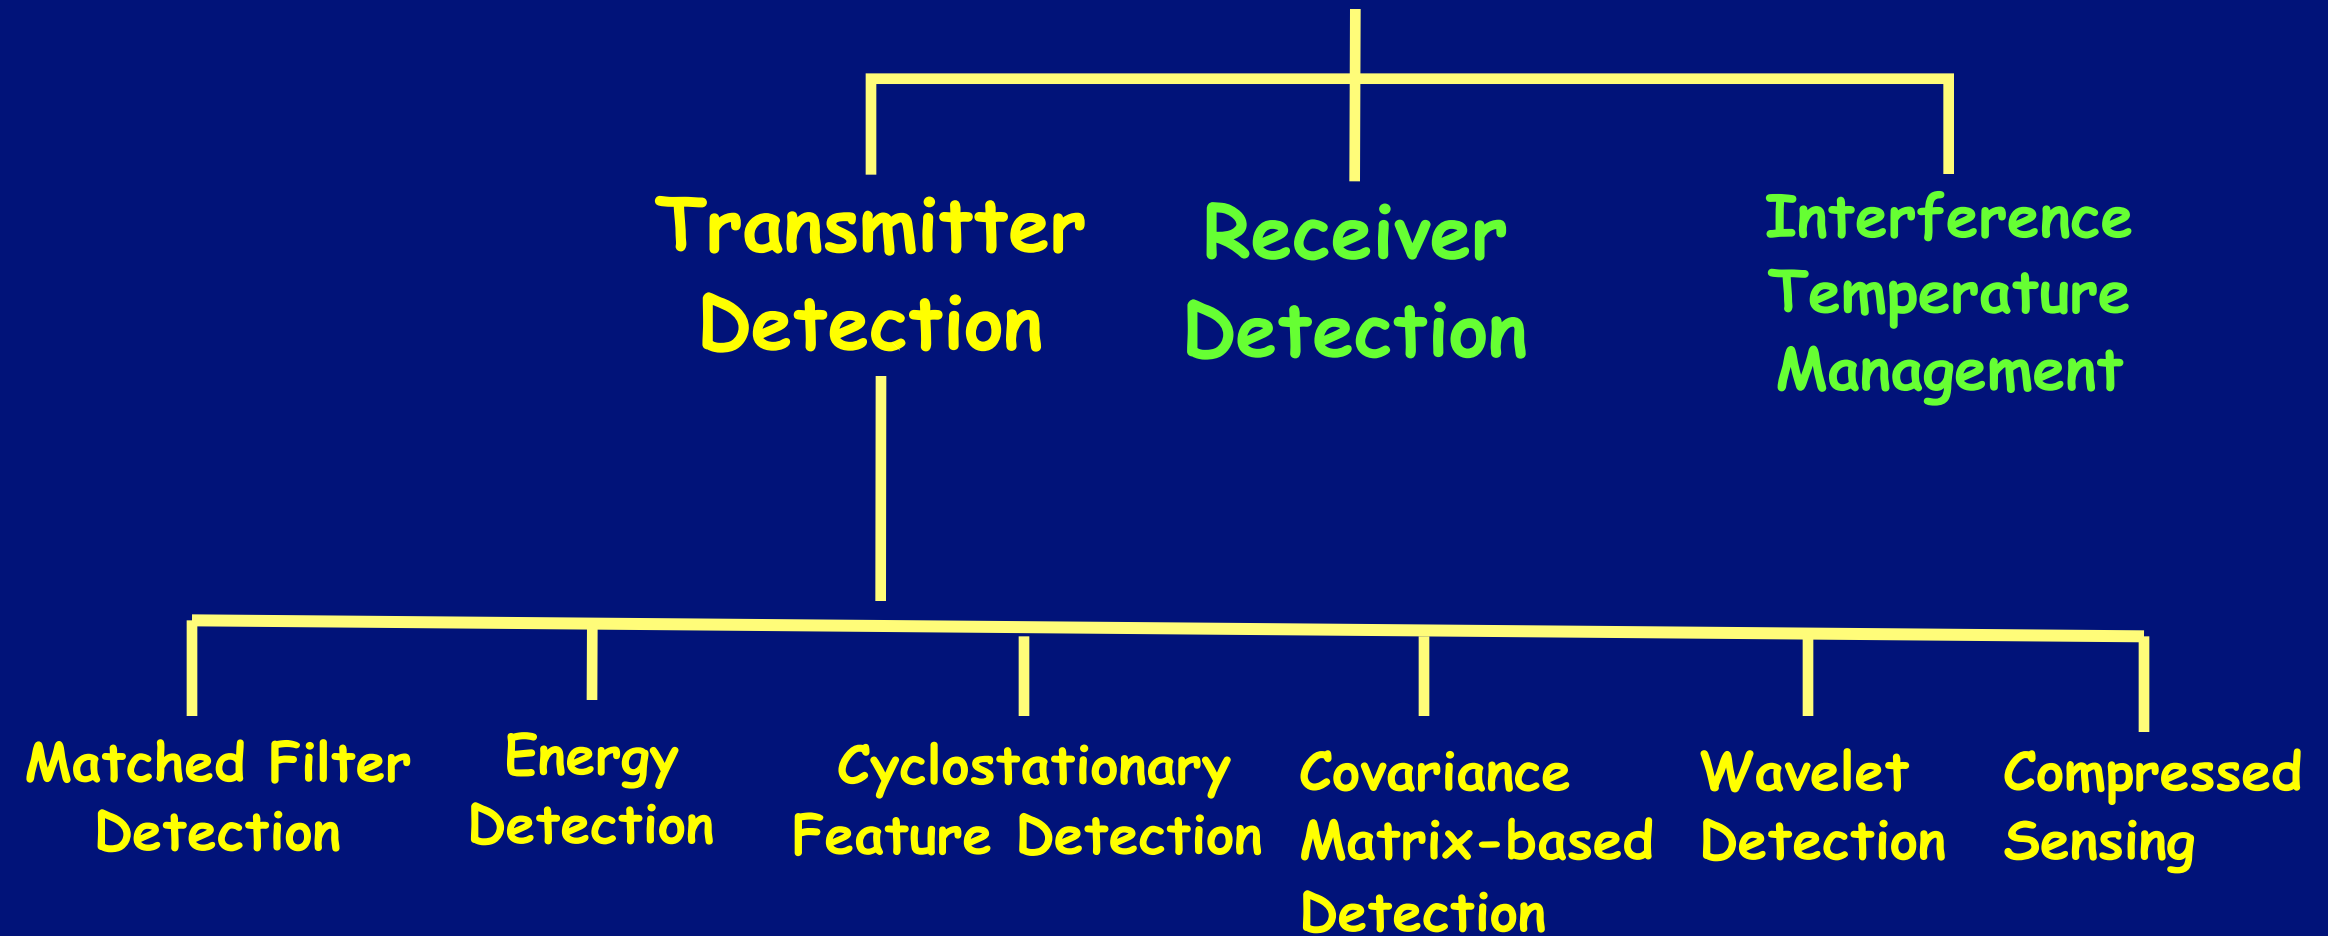 Transmitter
Detection
Receiver
Detection
Interference
Temperature
Management
Matched Filter
Detection
Energy
Detection
Cyclostationary
Feature Detection
Covariance
Matrix-based
Detection
Wavelet
Detection
Compressed
Sensing